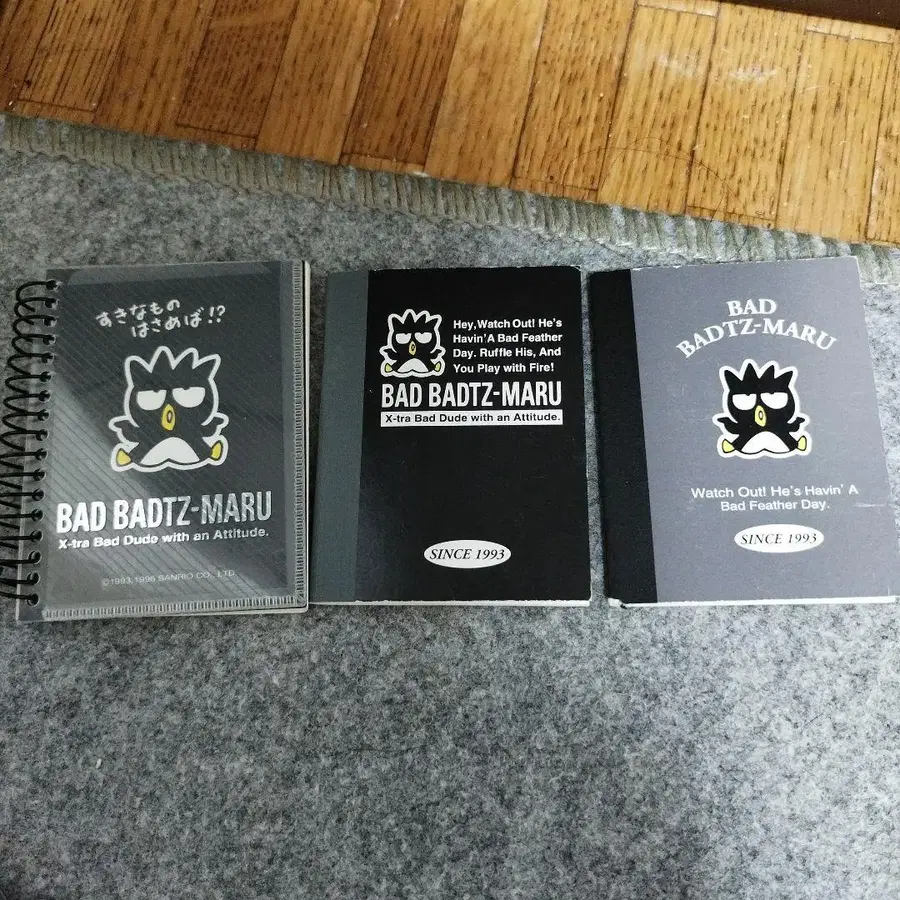 すきなもの
はさめば!?
BAD BADTZ-MARU
X-tra Bad Dude with an Attitude.
©1993,1996 SANRIO CO., LTD.
Hey,Watch Out! He's
Havin'A Bad Feather
Day. Ruffle His, And
You Play with Fire!
BAD BADTZ-MARU
X-tra Bad Dude with an Attitude.
SINCE 1993
BAD
BADTZ-MARU
Watch Out! He's Havin' A
Bad Feather Day.
SINCE 1993